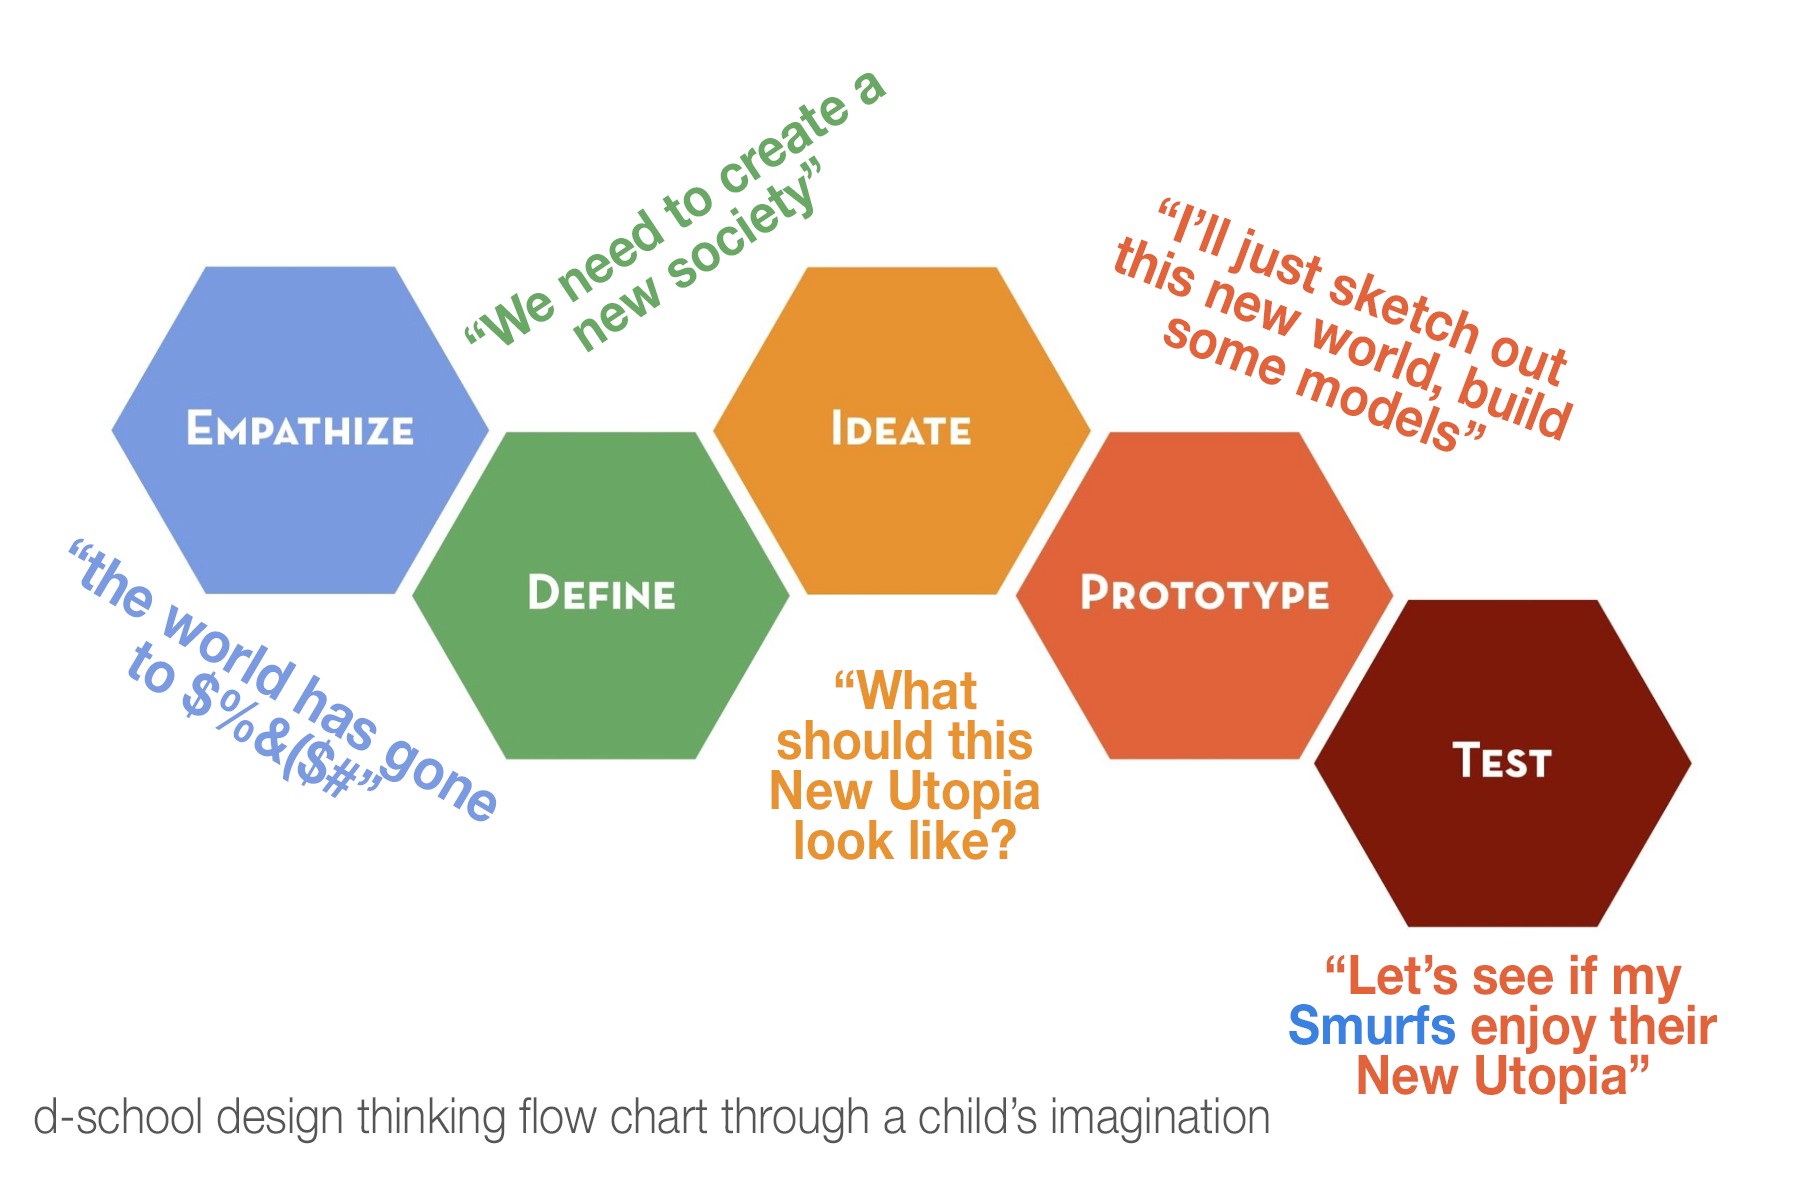 “We need to create a
new society”
“I’ll just sketch out
this new world, build
some models”
EMPATHIZE
IDEATE
DEFINE
PROTOTYPE
“the world has gone
to $%&($#”
“What
should this
New Utopia
look like?
TEST
“Let’s see if my
Smurfs enjoy their
New Utopia”
d-school design thinking flow chart through a child’s imagination